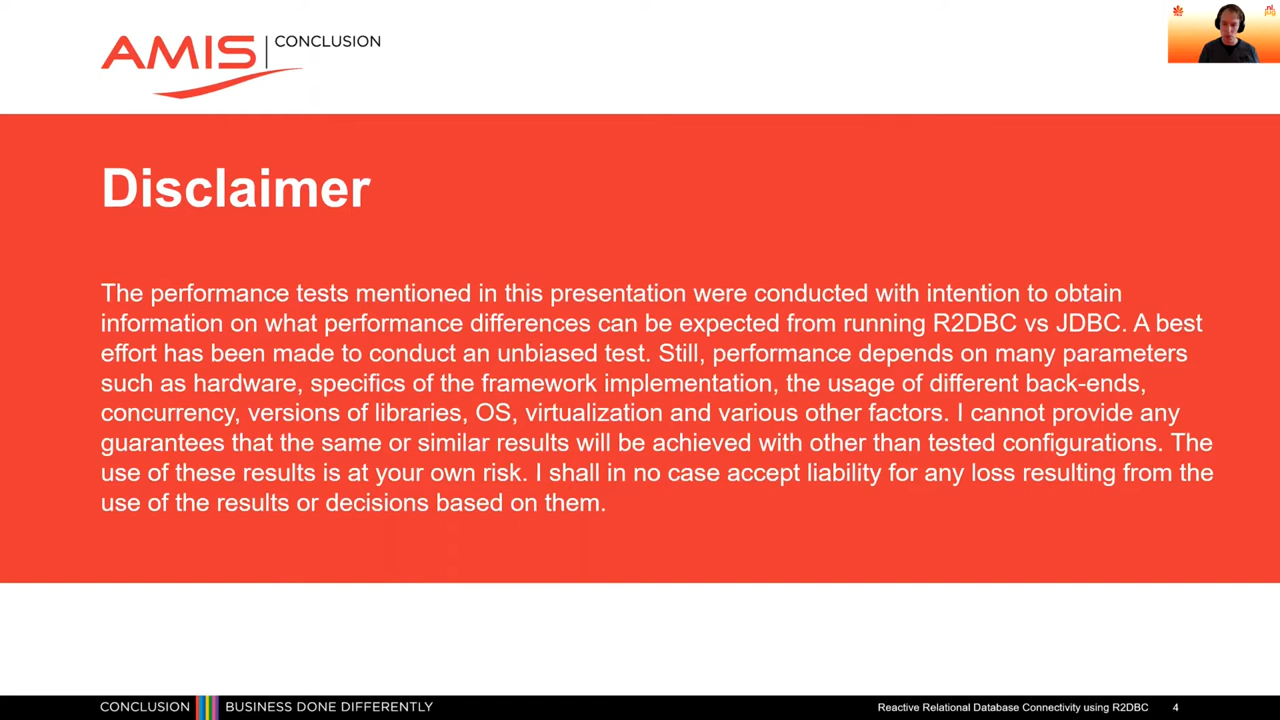 AMIS CONCLUSION
Disclaimer
The performance tests mentioned in this presentation were conducted with intention to obtain
information on what performance differences can be expected from running R2DBC vs JDBC. A best
effort has been made to conduct an unbiased test. Still, performance depends on many parameters
such as hardware, specifics of the framework implementation, the usage of different back-ends,
concurrency, versions of libraries, OS, virtualization and various other factors. I cannot provide any
guarantees that the same or similar results will be achieved with other than tested configurations. The
use of these results is at your own risk. I shall in no case accept liability for any loss resulting from the
use of the results or decisions based on them.
CONCLUSION BUSINESS DONE DIFFERENTLY
Reactive Relational Database Connectivity using R2DBC 4